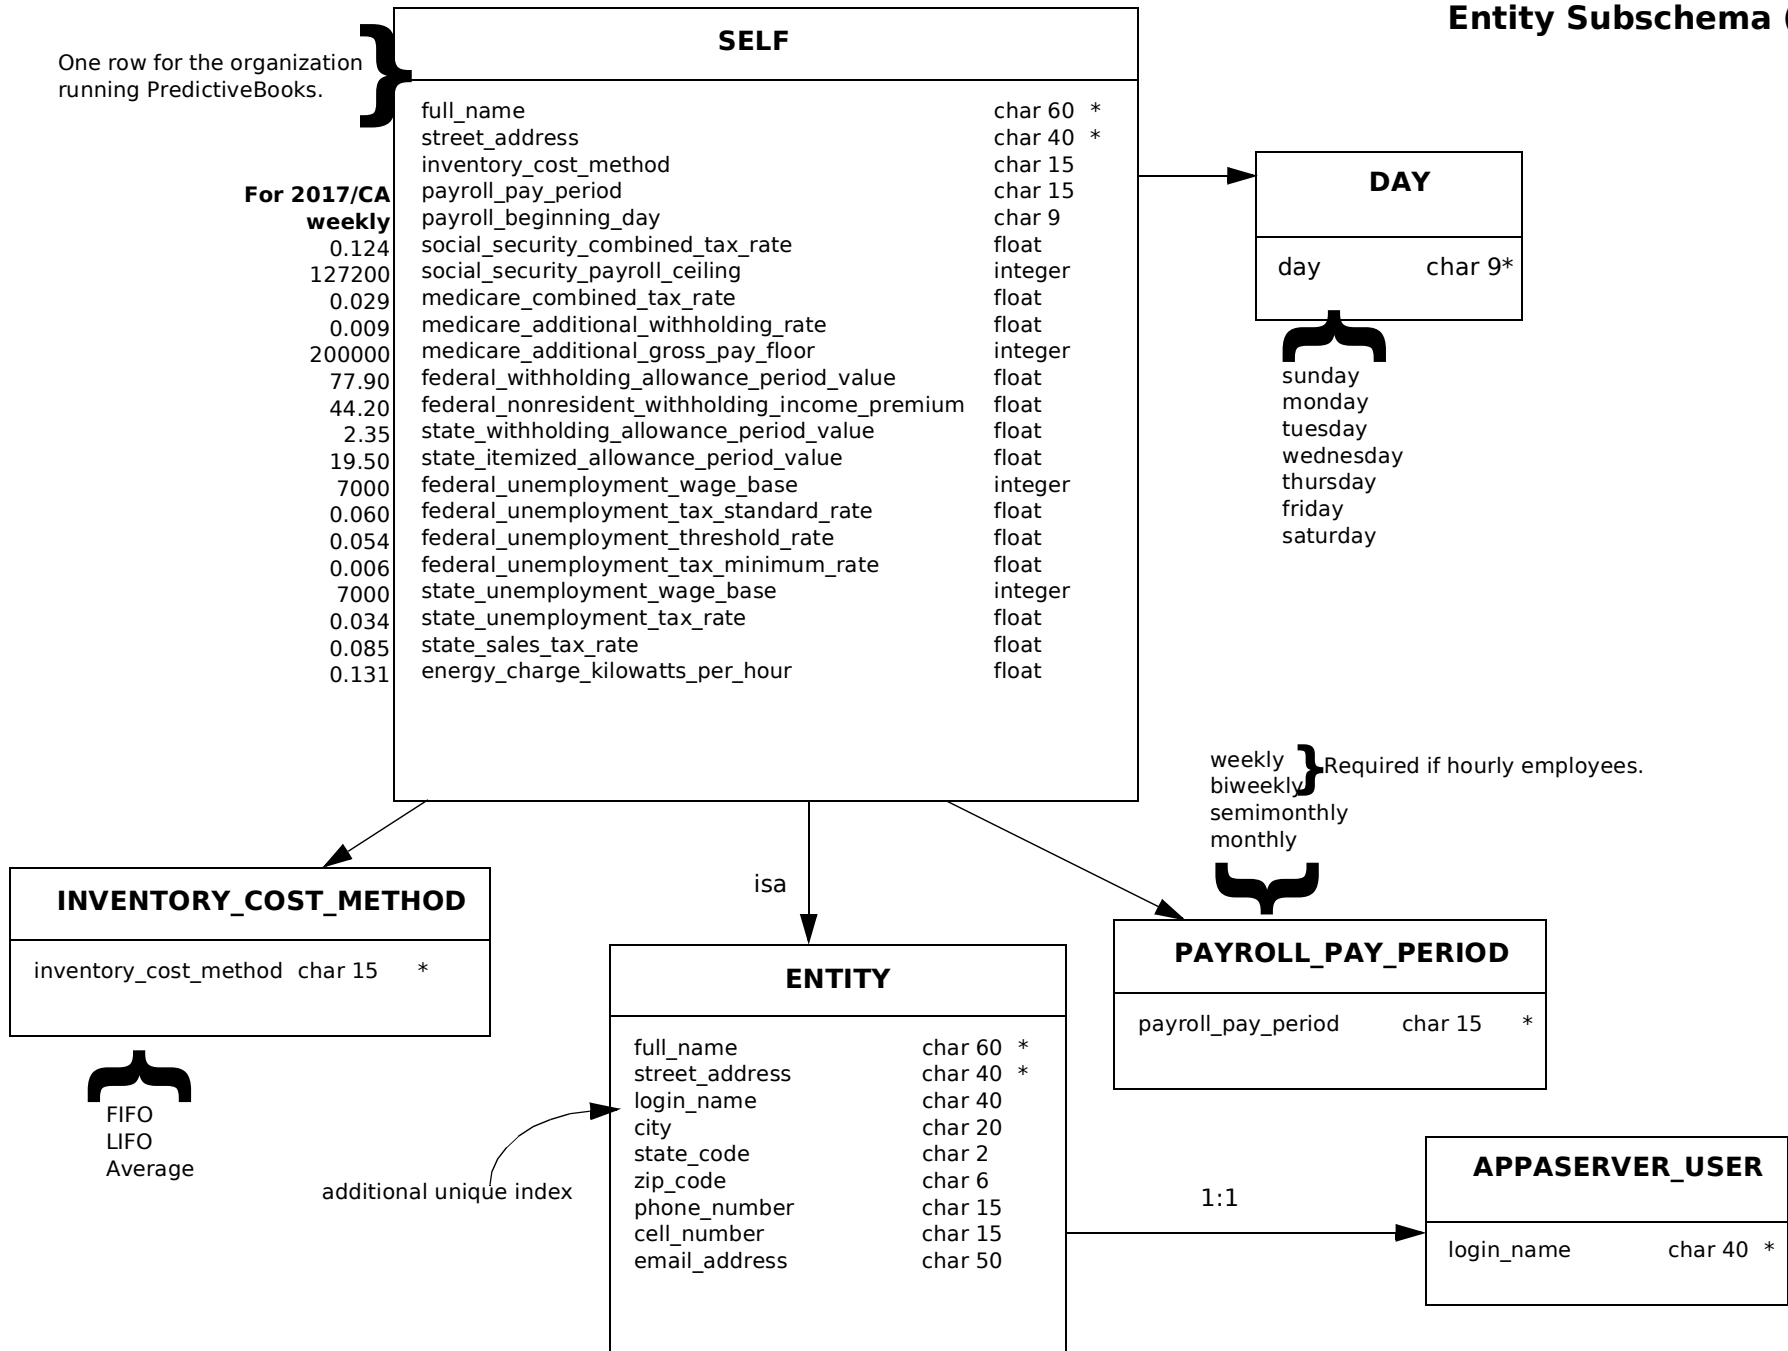 Entity Subschema (
One row for the organization
running PredictiveBooks.
SELF
full_name char 60 *
street_address char 40 *
inventory_cost_method char 15
payroll_pay_period char 15
payroll_beginning_day char 9
For 2017/CA
weekly
0.124 social_security_combined_tax_rate float
127200 social_security_payroll_ceiling integer
0.029 medicare_combined_tax_rate float
0.009 medicare_additional_withholding_rate float
200000 medicare_additional_gross_pay_floor integer
77.90 federal_withholding_allowance_period_value float
44.20 federal_nonresident_withholding_income_premium float
2.35 state_withholding_allowance_period_value float
19.50 state_itemized_allowance_period_value float
7000 federal_unemployment_wage_base integer
0.060 federal_unemployment_tax_standard_rate float
0.054 federal_unemployment_threshold_rate float
0.006 federal_unemployment_tax_minimum_rate float
7000 state_unemployment_wage_base integer
0.034 state_unemployment_tax_rate float
0.085 state_sales_tax_rate float
0.131 energy_charge_kilowatts_per_hour float
DAY
day char 9*
sunday
monday
tuesday
wednesday
thursday
friday
saturday
weekly
biweekly
semimonthly
monthly
Required if hourly employees.
INVENTORY_COST_METHOD
inventory_cost_method char 15 *
FIFO
LIFO
Average
isa
ENTITY
full_name char 60 *
street_address char 40 *
login_name char 40
city char 20
state_code char 2
zip_code char 6
phone_number char 15
cell_number char 15
email_address char 50
additional unique index
PAYROLL_PAY_PERIOD
payroll_pay_period char 15 *
1:1
APPASERVER_USER
login_name char 40 *